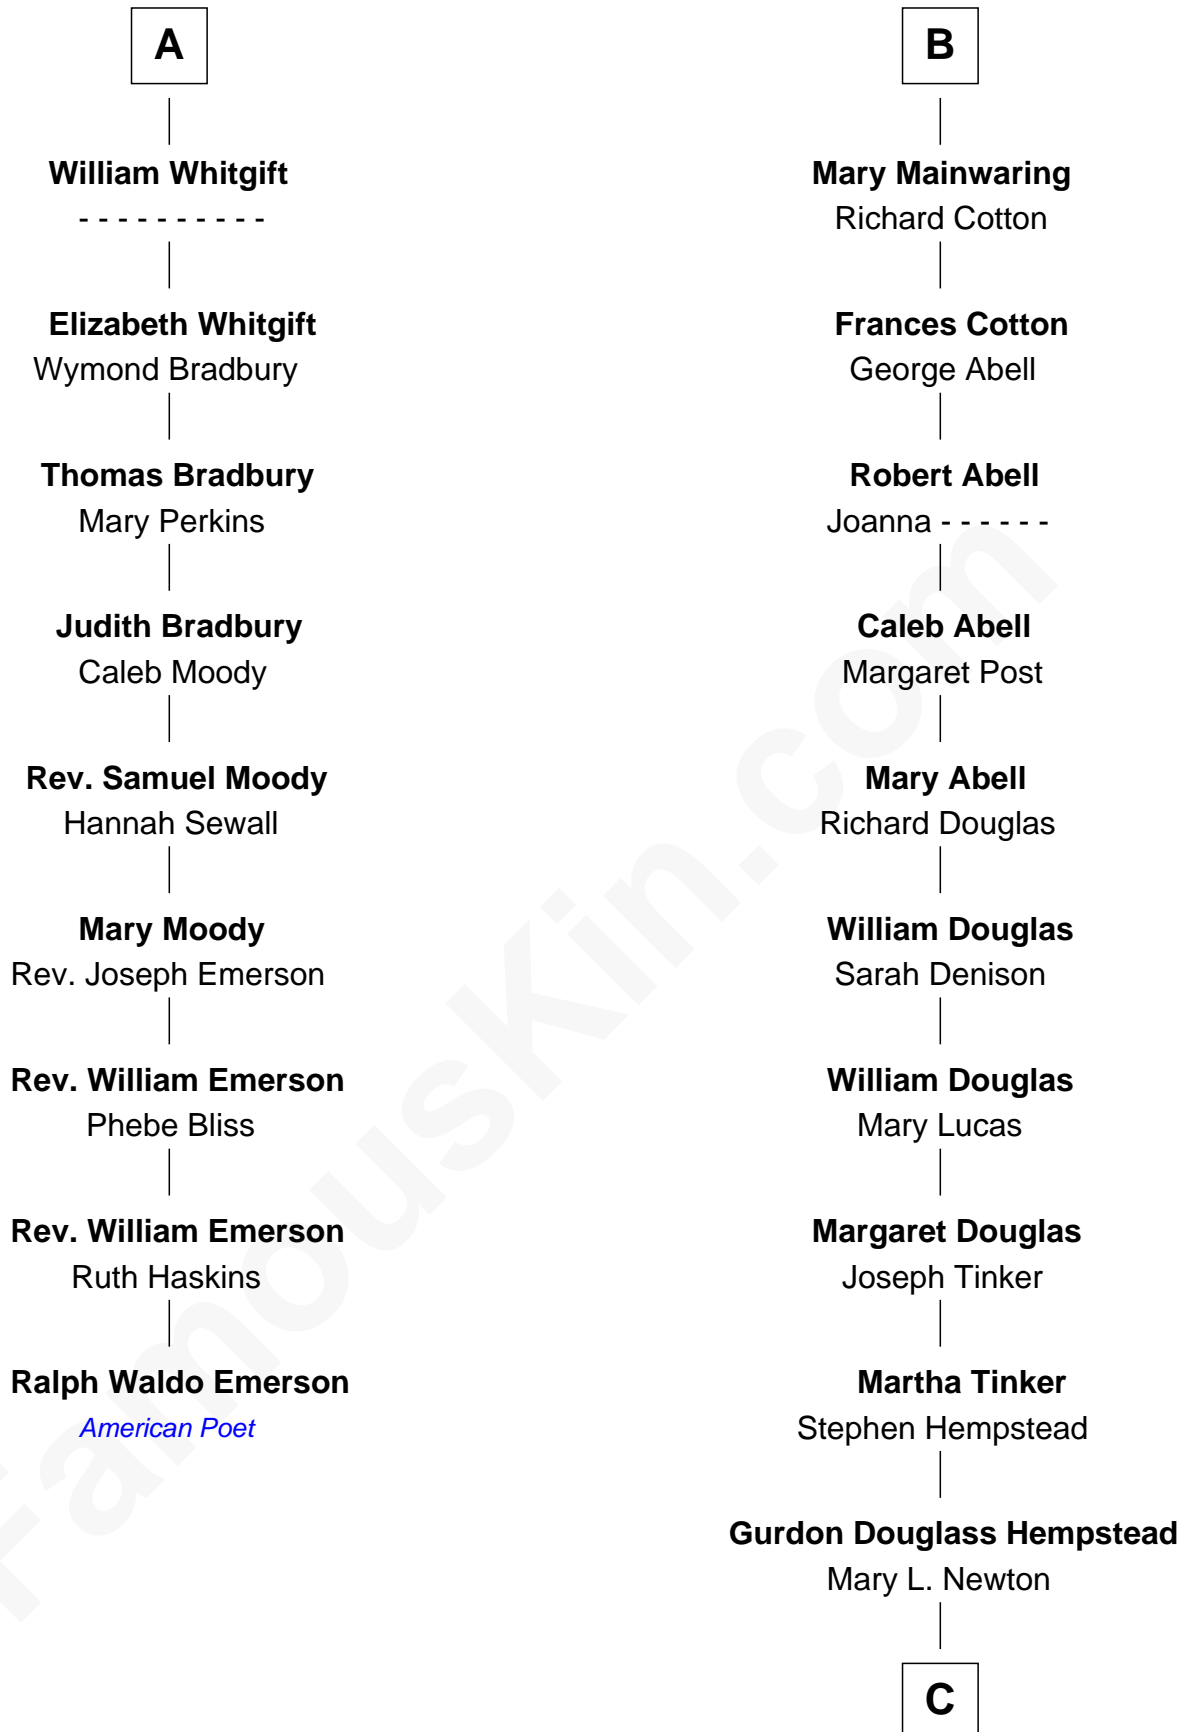 A
William Whitgift
- - - - - - - - - -
Elizabeth Whitgift
Wymond Bradbury
Thomas Bradbury
Mary Perkins
Judith Bradbury
Caleb Moody
Rev. Samuel Moody
Hannah Sewall
Mary Moody
Rev. Joseph Emerson
Rev. William Emerson
Phebe Bliss
Rev. William Emerson
Ruth Haskins
Ralph Waldo Emerson
American Poet
B
Mary Mainwaring
Richard Cotton
Frances Cotton
George Abell
Robert Abell
Joanna - - - - - -
Caleb Abell
Margaret Post
Mary Abell
Richard Douglas
William Douglas
Sarah Denison
William Douglas
Mary Lucas
Margaret Douglas
Joseph Tinker
Martha Tinker
Stephen Hempstead
Gurdon Douglass Hempstead
Mary L. Newton
C
FamousKin.com